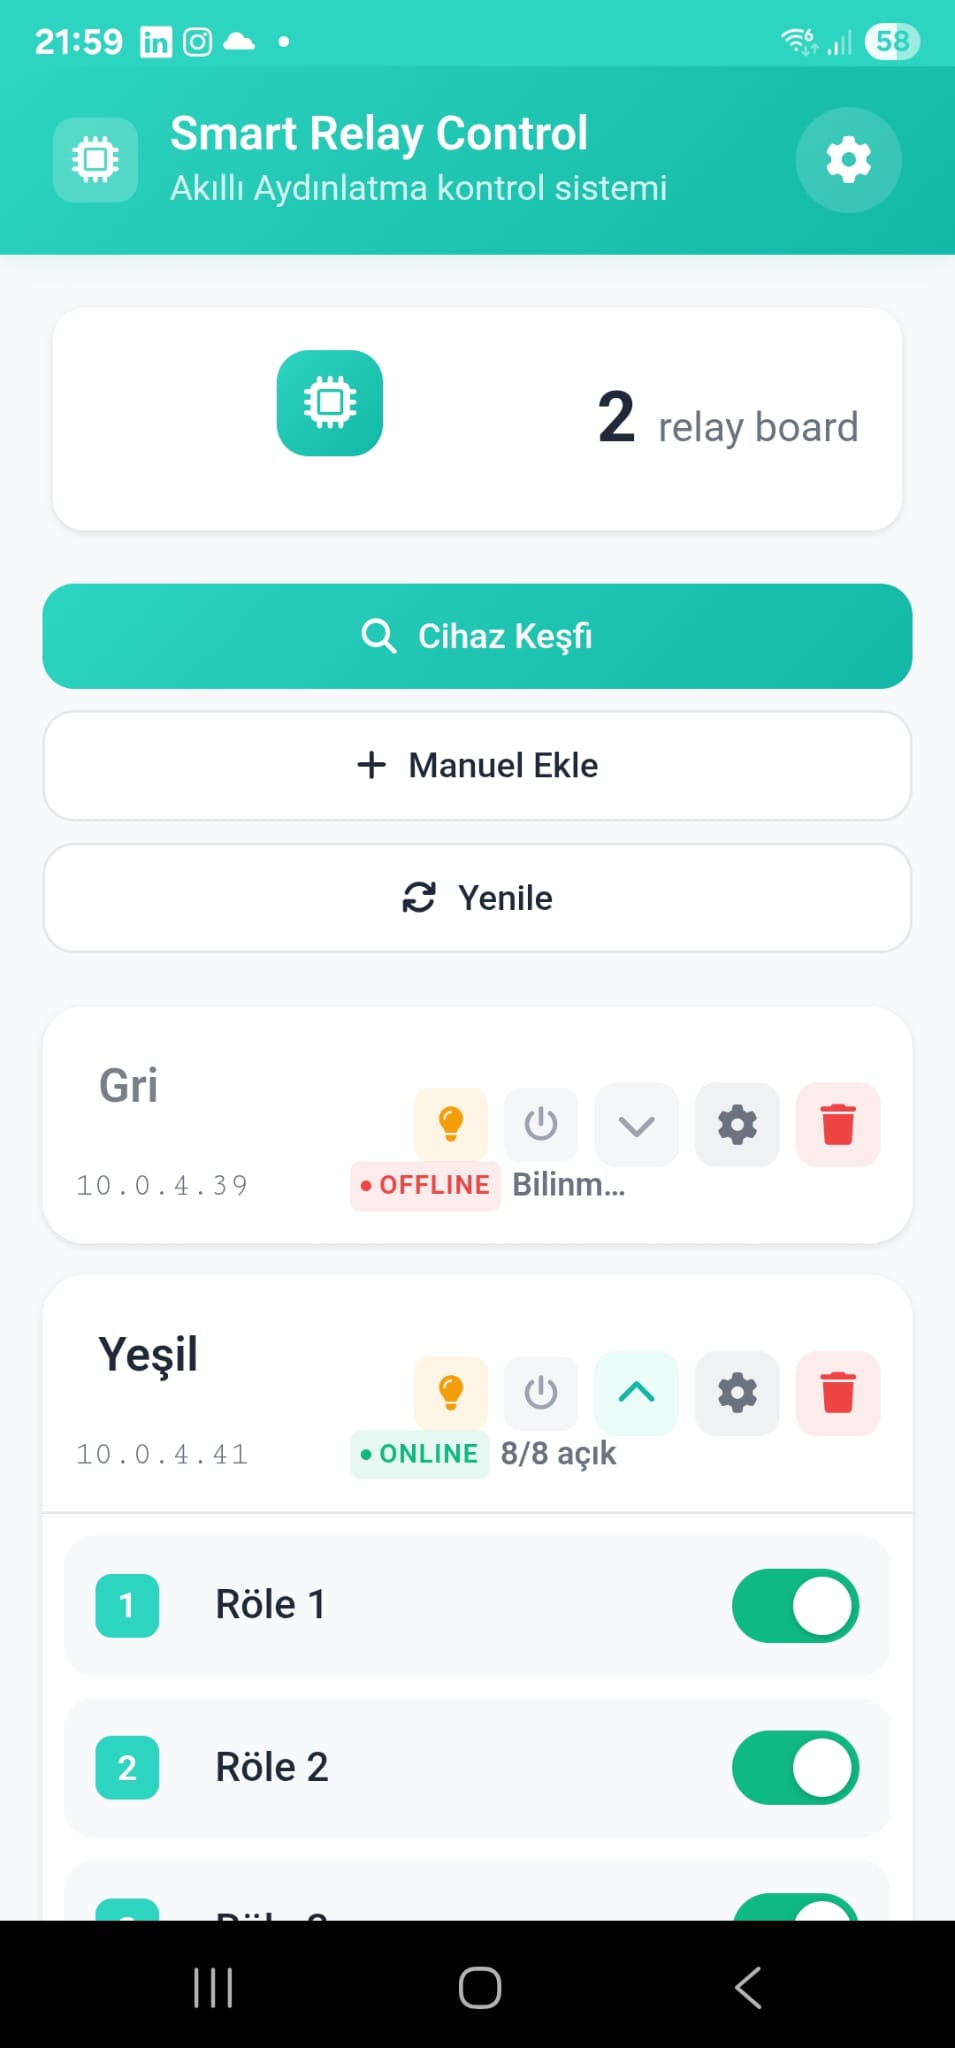 21:59
58
Smart Relay Control
Akıllı Aydınlatma kontrol sistemi
2 relay board
Cihaz Keşfi
Manuel Ekle
Yenile
Gri
10.0.4.39
OFFLINE Bilinm...
Yeşil
10.0.4.41
ONLINE 8/8 açık
1 Röle 1
2 Röle 2